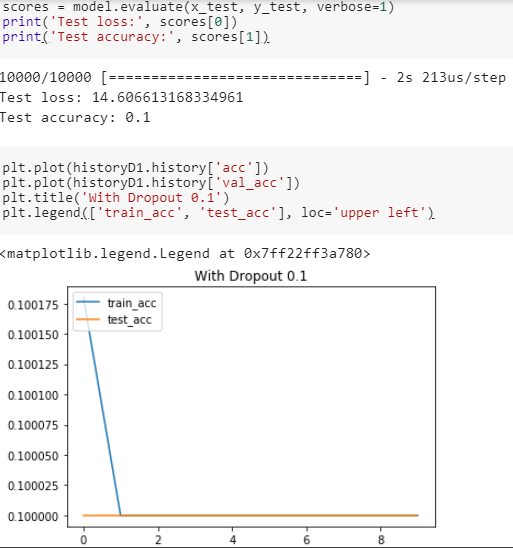 scores = model.evaluate(x_test, y_test, verbose=1)
print('Test loss:', scores[0])
print('Test accuracy:', scores[1])
10000/10000 [==============================] - 2s 213us/step
Test loss: 14.606613168334961
Test accuracy: 0.1
plt.plot(historyD1.history['acc'])
plt.plot(historyD1.history['val_acc'])
plt.title('With Dropout 0.1')
plt.legend(['train_acc', 'test_acc'], loc='upper left')
<matplotlib.legend.Legend at 0x7ff22ff3a780>
With Dropout 0.1
train_acc
test_acc
0.100175
0.100150
0.100125
0.100100
0.100075
0.100050
0.100025
0.100000
0 2 4 6 8